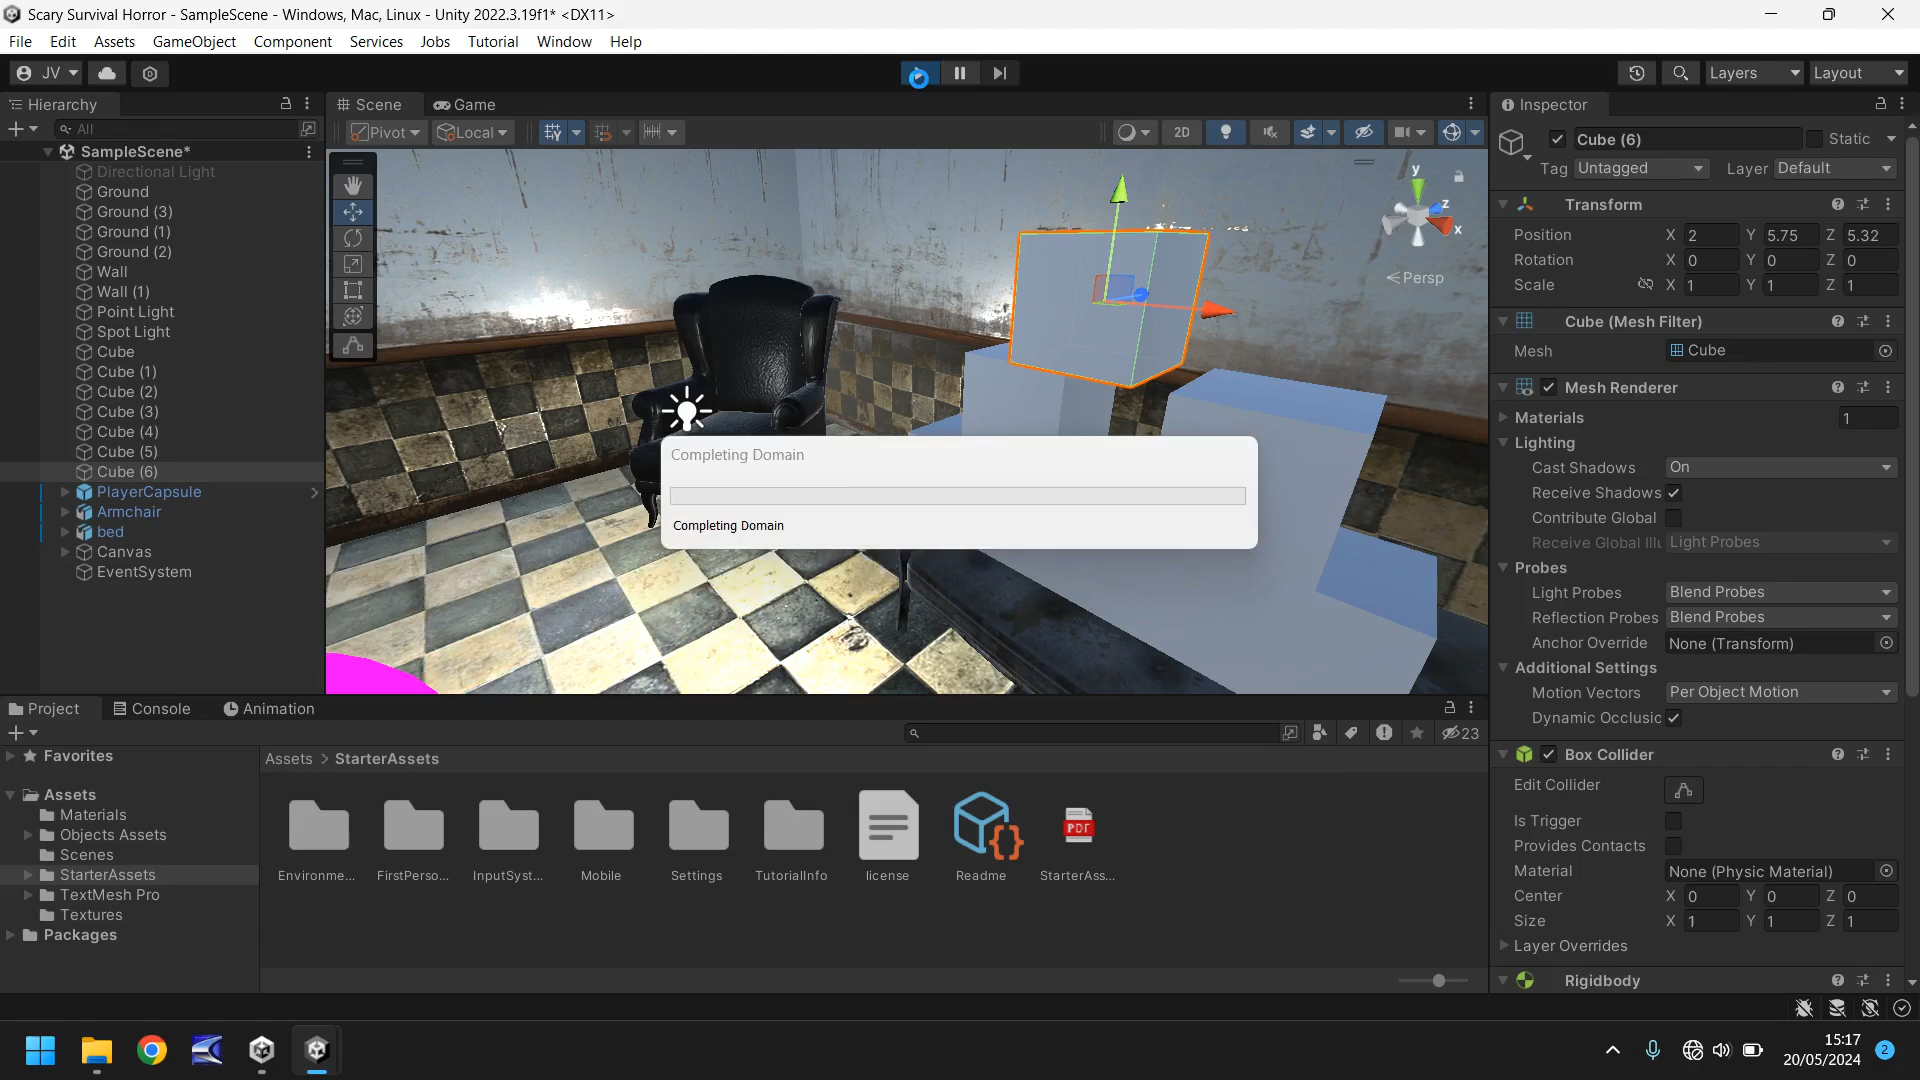 Scary Survival Horror - SampleScene - Windows, Mac, Linux - Unity 2022.3.19f1* <DX11>
File Edit Assets GameObject Component Services Jobs Tutorial Window Help
JV Layers Layout
Hierarchy
All
SampleScene*
Directional Light
Ground
Ground (3)
Ground (1)
Ground (2)
Wall
Wall (1)
Point Light
Spot Light
Cube
Cube (1)
Cube (2)
Cube (3)
Cube (4)
Cube (5)
Cube (6)
PlayerCapsule
Armchair
bed
Canvas
EventSystem
Scene Game
Pivot Local 2D
y
z
x
Persp
Completing Domain
Completing Domain
Inspector
Cube (6) Static
Tag Untagged Layer Default
Transform
Position X 2 Y 5.75 Z 5.32
Rotation X 0 Y 0 Z 0
Scale X 1 Y 1 Z 1
Cube (Mesh Filter)
Mesh Cube
Mesh Renderer
Materials 1
Lighting
Cast Shadows On
Receive Shadows
Contribute Global
Receive Global Illu Light Probes
Probes
Light Probes Blend Probes
Reflection Probes Blend Probes
Anchor Override None (Transform)
Additional Settings
Motion Vectors Per Object Motion
Dynamic Occlusic
Box Collider
Edit Collider
Is Trigger
Provides Contacts
Material None (Physic Material)
Center X 0 Y 0 Z 0
Size X 1 Y 1 Z 1
Layer Overrides
Rigidbody
Project Console Animation
23
Favorites
Assets
Materials
Objects Assets
Scenes
StarterAssets
TextMesh Pro
Textures
Packages
Assets > StarterAssets
Environme... FirstPerso... InputSyst... Mobile Settings TutorialInfo license Readme StarterAss...
PDF
15:17
20/05/2024
2